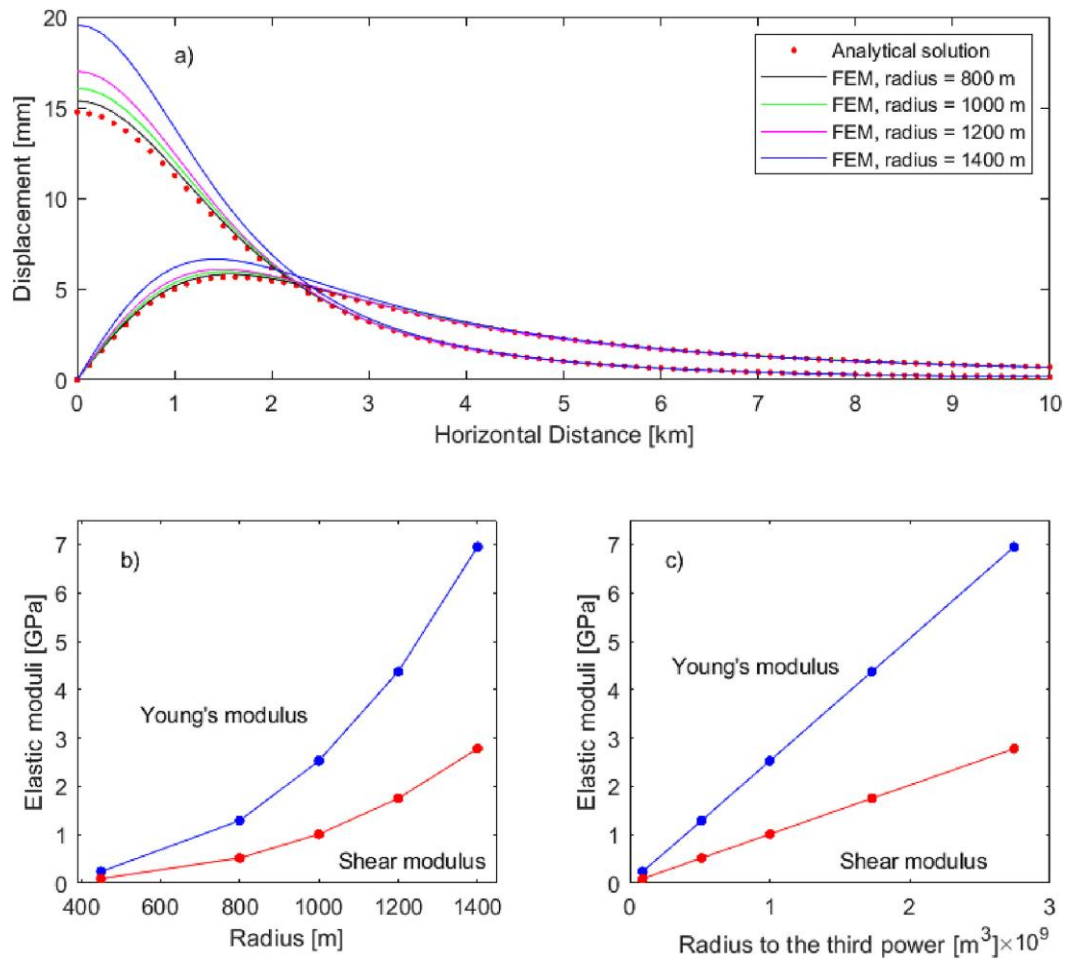 20
15
10
5
0
Displacement [mm]
a)
Analytical solution
FEM, radius = 800 m
FEM, radius = 1000 m
FEM, radius = 1200 m
FEM, radius = 1400 m
0 1 2 3 4 5 6 7 8 9 10
Horizontal Distance [km]
7
6
5
4
3
2
1
0
Elastic moduli [GPa]
b)
Young's modulus
Shear modulus
400 600 800 1000 1200 1400
Radius [m]
7
6
5
4
3
2
1
0
Elastic moduli [GPa]
c)
Young's modulus
Shear modulus
0 1 2 3
Radius to the third power [m³]×10⁹